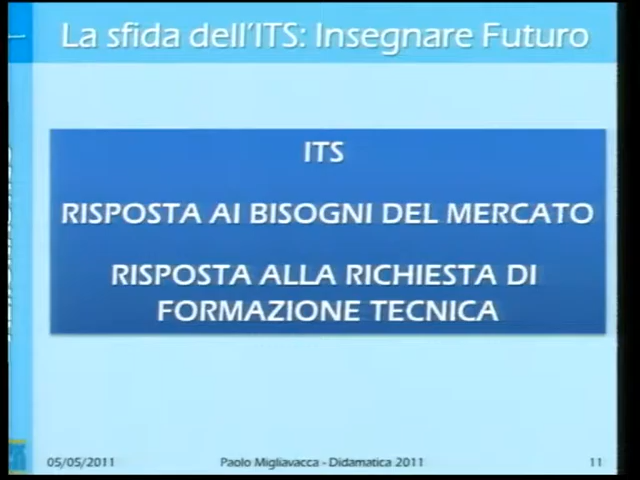 La sfida dell'ITS: Insegnare Futuro
ITS
RISPOSTA AI BISOGNI DEL MERCATO
RISPOSTA ALLA RICHIESTA DI
FORMAZIONE TECNICA
05/05/2011
Paolo Migliavacca - Didamatica 2011
11